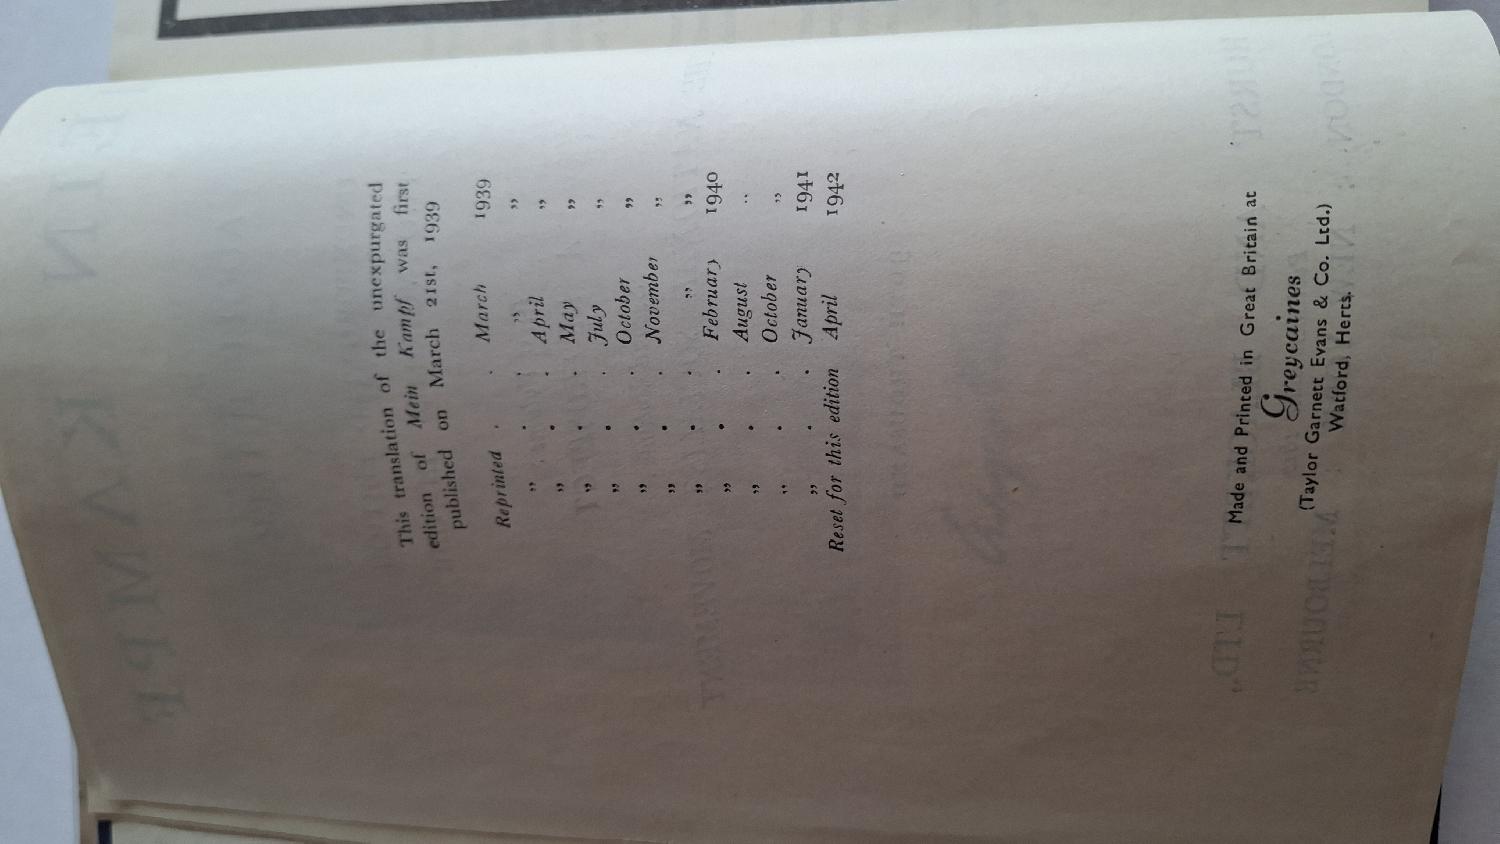 This translation of the unexpurgated
edition of Mein Kampf was first
published on March 21st, 1939
Reprinted . . March 1939
„ . . „ „
„ . . April „
„ . . May „
„ . . July „
„ . . October „
„ . . November „
„ . . „ „
„ . . February 1940
„ . . August „
„ . . October „
„ . . January 1941
Reset for this edition April 1942
Made and Printed in Great Britain at
Greycaines
(Taylor Garnett Evans & Co. Ltd.)
Watford, Herts.